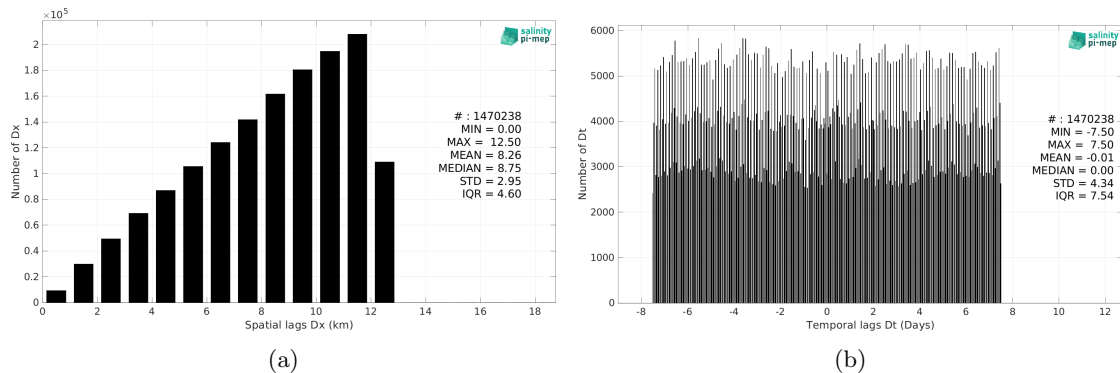 ×10⁵
2
1.8
1.6
1.4
1.2
1
0.8
0.6
0.4
0.2
0
Number of Dx
0 2 4 6 8 10 12 14 16 18
Spatial lags Dx (km)
salinity
pi-mep
# : 1470238
MIN = 0.00
MAX = 12.50
MEAN = 8.26
MEDIAN = 8.75
STD = 2.95
IQR = 4.60
(a)
6000
5000
4000
3000
2000
1000
0
Number of Dt
-8 -6 -4 -2 0 2 4 6 8 10 12
Temporal lags Dt (Days)
salinity
pi-mep
# : 1470238
MIN = -7.50
MAX = 7.50
MEAN = -0.01
MEDIAN = 0.00
STD = 4.34
IQR = 7.54
(b)